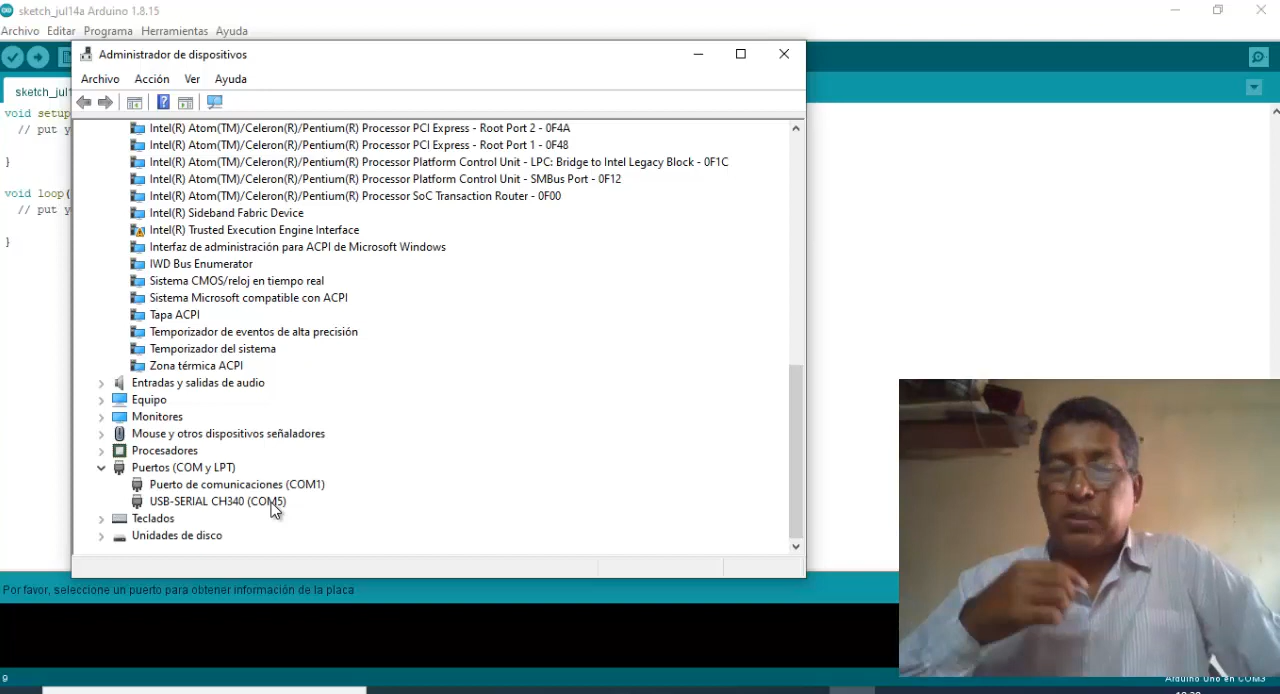 sketch_jul14a Arduino 1.8.15
Archivo Editar Programa Herramientas Ayuda
Administrador de dispositivos
Archivo Acción Ver Ayuda
sketch_jul1
void setup
// put y
}
void loop(
// put y
}
Intel(R) Atom(TM)/Celeron(R)/Pentium(R) Processor PCI Express - Root Port 2 - 0F4A
Intel(R) Atom(TM)/Celeron(R)/Pentium(R) Processor PCI Express - Root Port 1 - 0F48
Intel(R) Atom(TM)/Celeron(R)/Pentium(R) Processor Platform Control Unit - LPC: Bridge to Intel Legacy Block - 0F1C
Intel(R) Atom(TM)/Celeron(R)/Pentium(R) Processor Platform Control Unit - SMBus Port - 0F12
Intel(R) Atom(TM)/Celeron(R)/Pentium(R) Processor SoC Transaction Router - 0F00
Intel(R) Sideband Fabric Device
Intel(R) Trusted Execution Engine Interface
Interfaz de administración para ACPI de Microsoft Windows
IWD Bus Enumerator
Sistema CMOS/reloj en tiempo real
Sistema Microsoft compatible con ACPI
Tapa ACPI
Temporizador de eventos de alta precisión
Temporizador del sistema
Zona térmica ACPI
Entradas y salidas de audio
Equipo
Monitores
Mouse y otros dispositivos señaladores
Procesadores
Puertos (COM y LPT)
Puerto de comunicaciones (COM1)
USB-SERIAL CH340 (COM5)
Teclados
Unidades de disco
Por favor, seleccione un puerto para obtener información de la placa
9
Arduino Uno en COM3